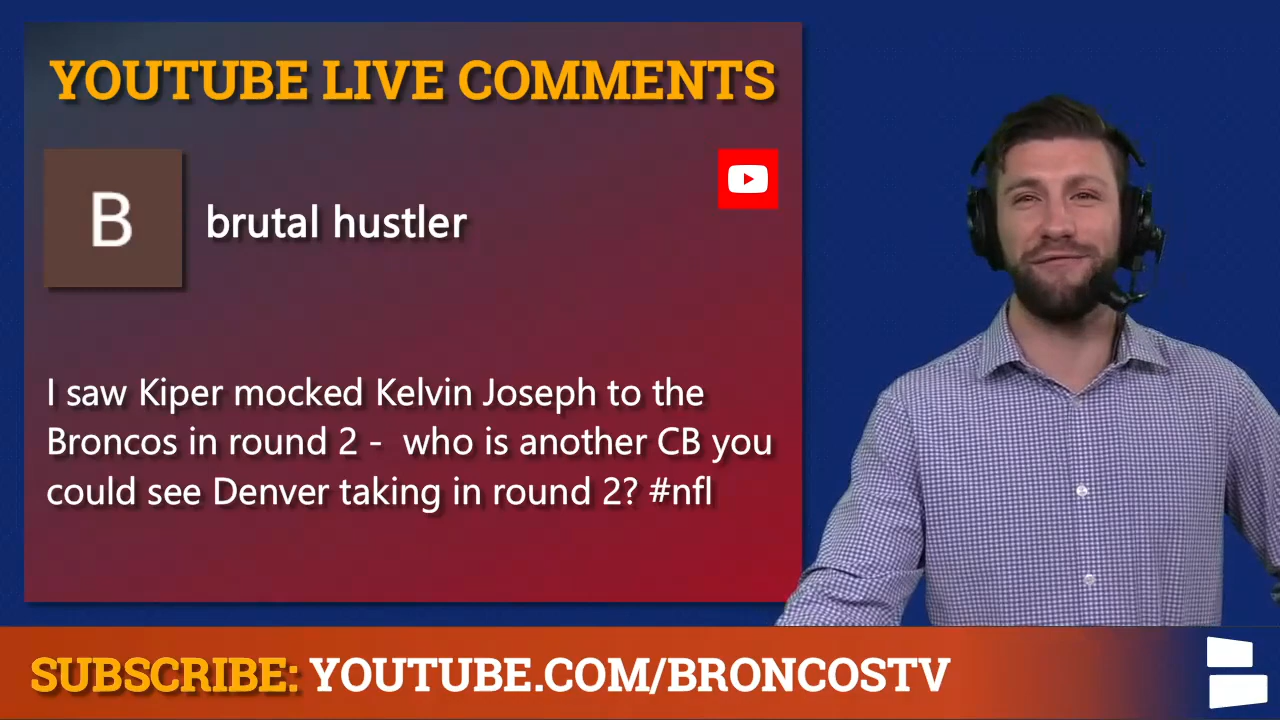 YOUTUBE LIVE COMMENTS
B
brutal hustler
I saw Kiper mocked Kelvin Joseph to the
Broncos in round 2 - who is another CB you
could see Denver taking in round 2? #nfl
SUBSCRIBE: YOUTUBE.COM/BRONCOSTV